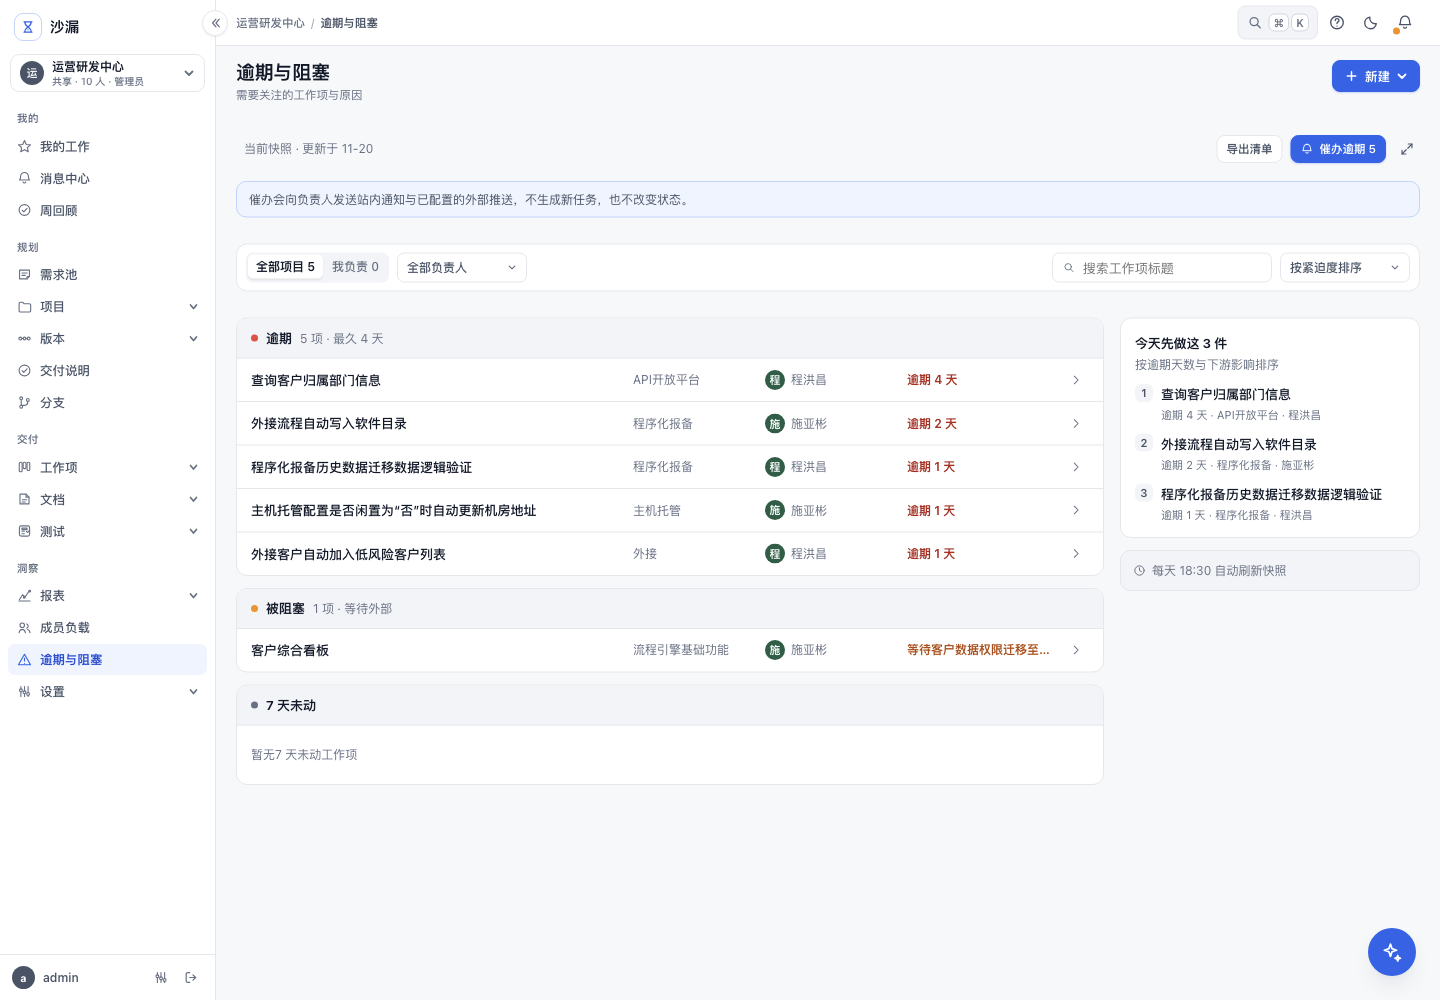 沙漏
运营研发中心 / 逾期与阻塞
⌘ K
运
运营研发中心
共享 · 10 人 · 管理员
我的
我的工作
消息中心
周回顾
规划
需求池
项目
版本
交付说明
分支
交付
工作项
文档
测试
洞察
报表
成员负载
逾期与阻塞
设置
a admin
逾期与阻塞
需要关注的工作项与原因
新建
当前快照 · 更新于 11-20
导出清单
催办逾期 5
催办会向负责人发送站内通知与已配置的外部推送，不生成新任务，也不改变状态。
全部项目 5 我负责 0 全部负责人
搜索工作项标题
按紧迫度排序
逾期 5 项 · 最久 4 天
查询客户归属部门信息 API开放平台 程 程洪昌 逾期 4 天
外接流程自动写入软件目录 程序化报备 施 施亚彬 逾期 2 天
程序化报备历史数据迁移数据逻辑验证 程序化报备 程 程洪昌 逾期 1 天
主机托管配置是否闲置为“否”时自动更新机房地址 主机托管 施 施亚彬 逾期 1 天
外接客户自动加入低风险客户列表 外接 程 程洪昌 逾期 1 天
被阻塞 1 项 · 等待外部
客户综合看板 流程引擎基础功能 施 施亚彬 等待客户数据权限迁移至...
7 天未动
暂无7 天未动工作项
今天先做这 3 件
按逾期天数与下游影响排序
1 查询客户归属部门信息
逾期 4 天 · API开放平台 · 程洪昌
2 外接流程自动写入软件目录
逾期 2 天 · 程序化报备 · 施亚彬
3 程序化报备历史数据迁移数据逻辑验证
逾期 1 天 · 程序化报备 · 程洪昌
每天 18:30 自动刷新快照